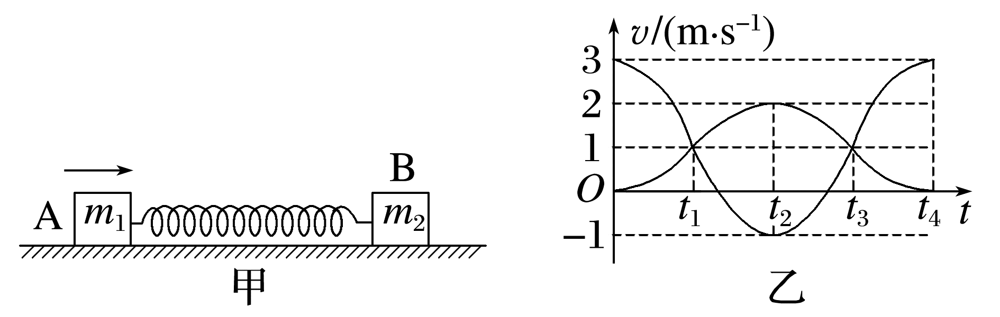 A
m₁
B
m₂
甲
v/(m·s⁻¹)
3
2
1
O
−1
t₁
t₂
t₃
t₄
t
乙